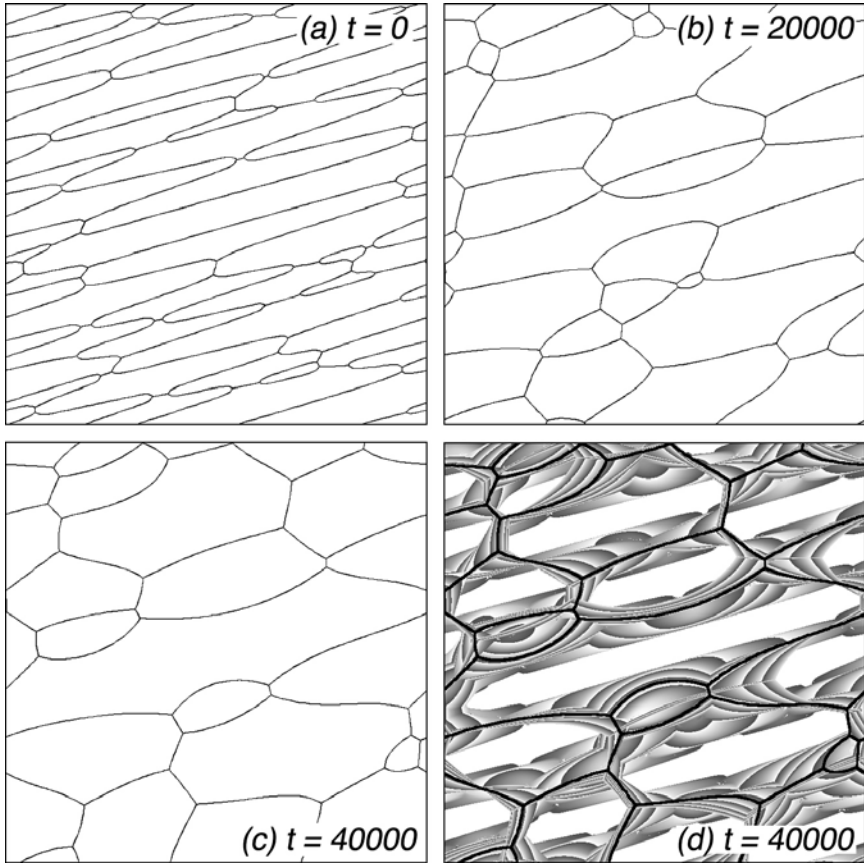 (a) t = 0
(b) t = 20000
(c) t = 40000
(d) t = 40000